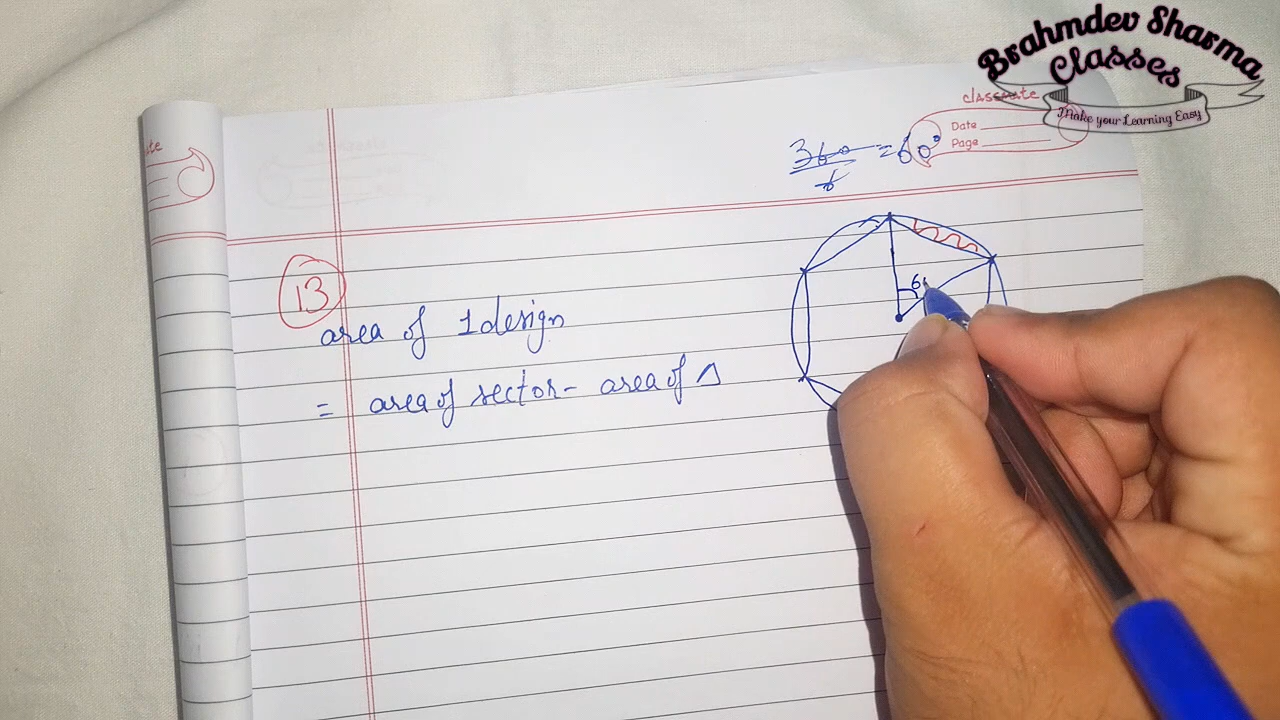 Brahmdev Sharma
Classes
Make your Learning Easy
classmate
Date
Page
360/6 = 60°
13
area of 1 design
= area of sector - area of Δ
6